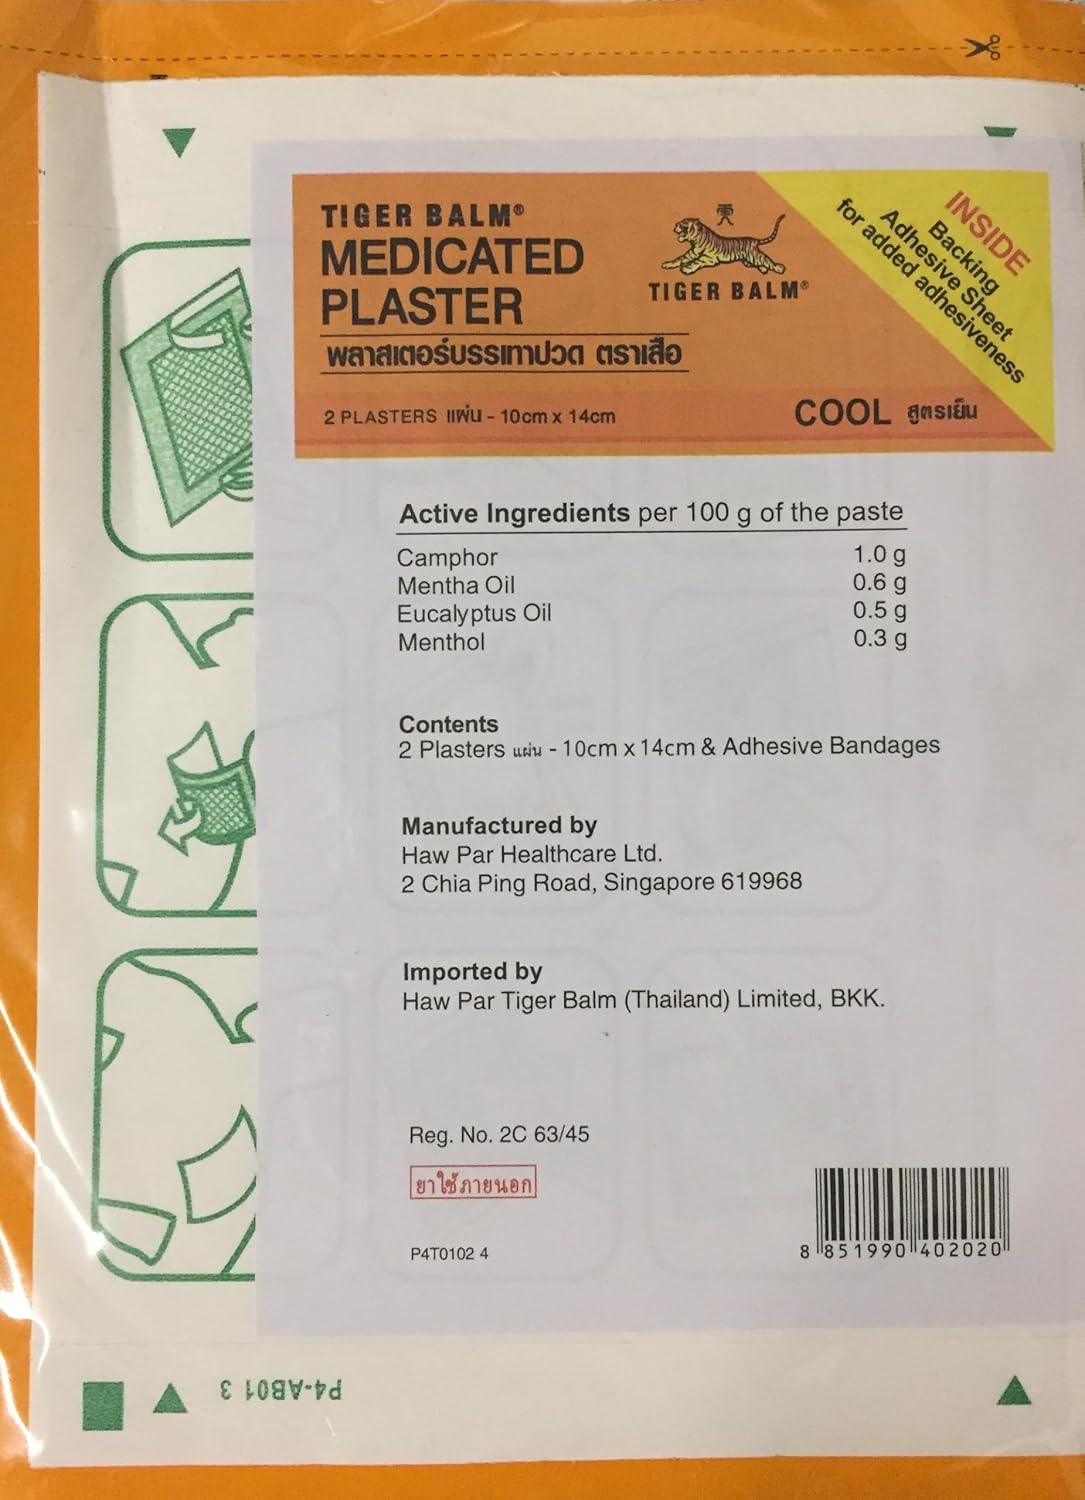 TIGER BALM®
MEDICATED
PLASTER
พลาสเตอร์บรรเทาปวด ตราเสือ
2 PLASTERS แผ่น - 10cm x 14cm
TIGER BALM®
INSIDE
Backing
Adhesive Sheet
for added adhesiveness
COOL สูตรเย็น
Active Ingredients per 100 g of the paste
Camphor 1.0 g
Mentha Oil 0.6 g
Eucalyptus Oil 0.5 g
Menthol 0.3 g
Contents
2 Plasters แผ่น - 10cm x 14cm & Adhesive Bandages
Manufactured by
Haw Par Healthcare Ltd.
2 Chia Ping Road, Singapore 619968
Imported by
Haw Par Tiger Balm (Thailand) Limited, BKK.
Reg. No. 2C 63/45
ยาใช้ภายนอก
P4T0102 4
8 851990 402020
P4-AB01 3